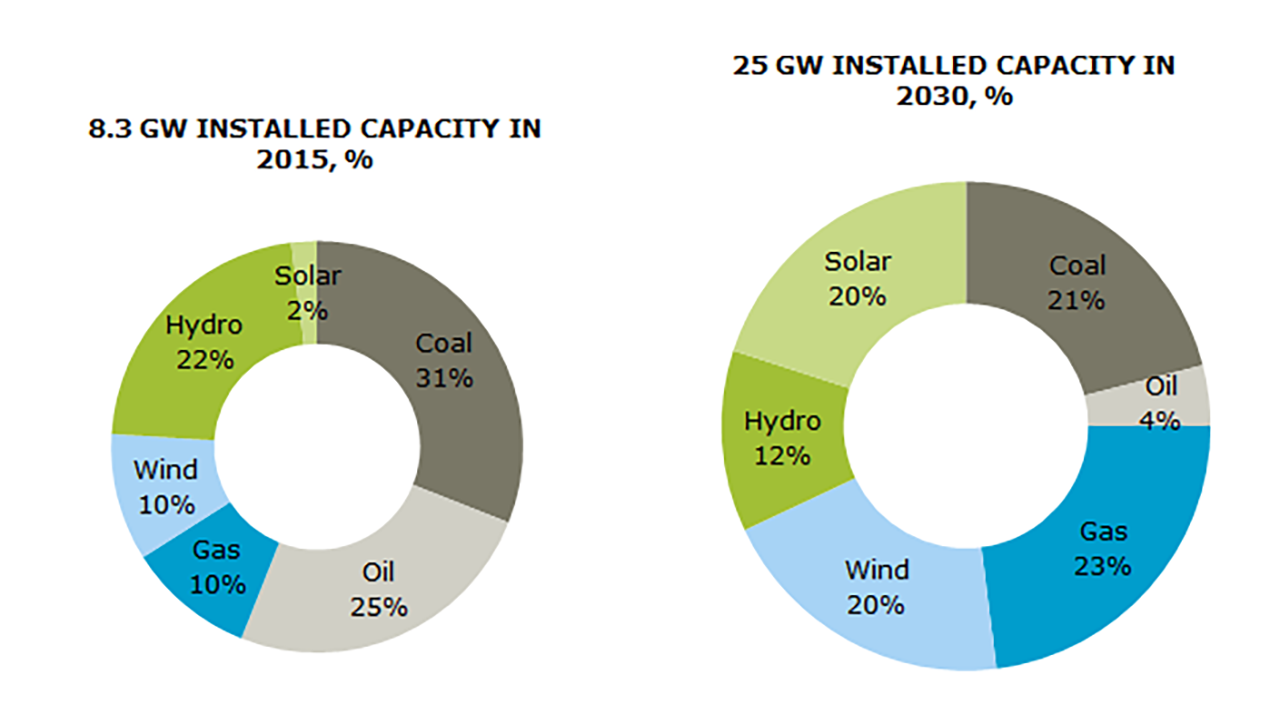 8.3 GW INSTALLED CAPACITY IN
2015, %
Solar
2%
Hydro
22%
Coal
31%
Wind
10%
Gas
10%
Oil
25%
25 GW INSTALLED CAPACITY IN
2030, %
Solar
20%
Coal
21%
Oil
4%
Hydro
12%
Gas
23%
Wind
20%